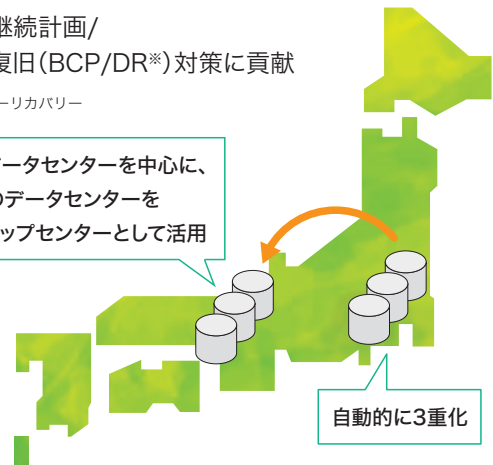 継続計画/
復旧(BCP/DR※)対策に貢献
ーリカバリー
データセンターを中心に、
のデータセンターを
ップセンターとして活用
自動的に3重化